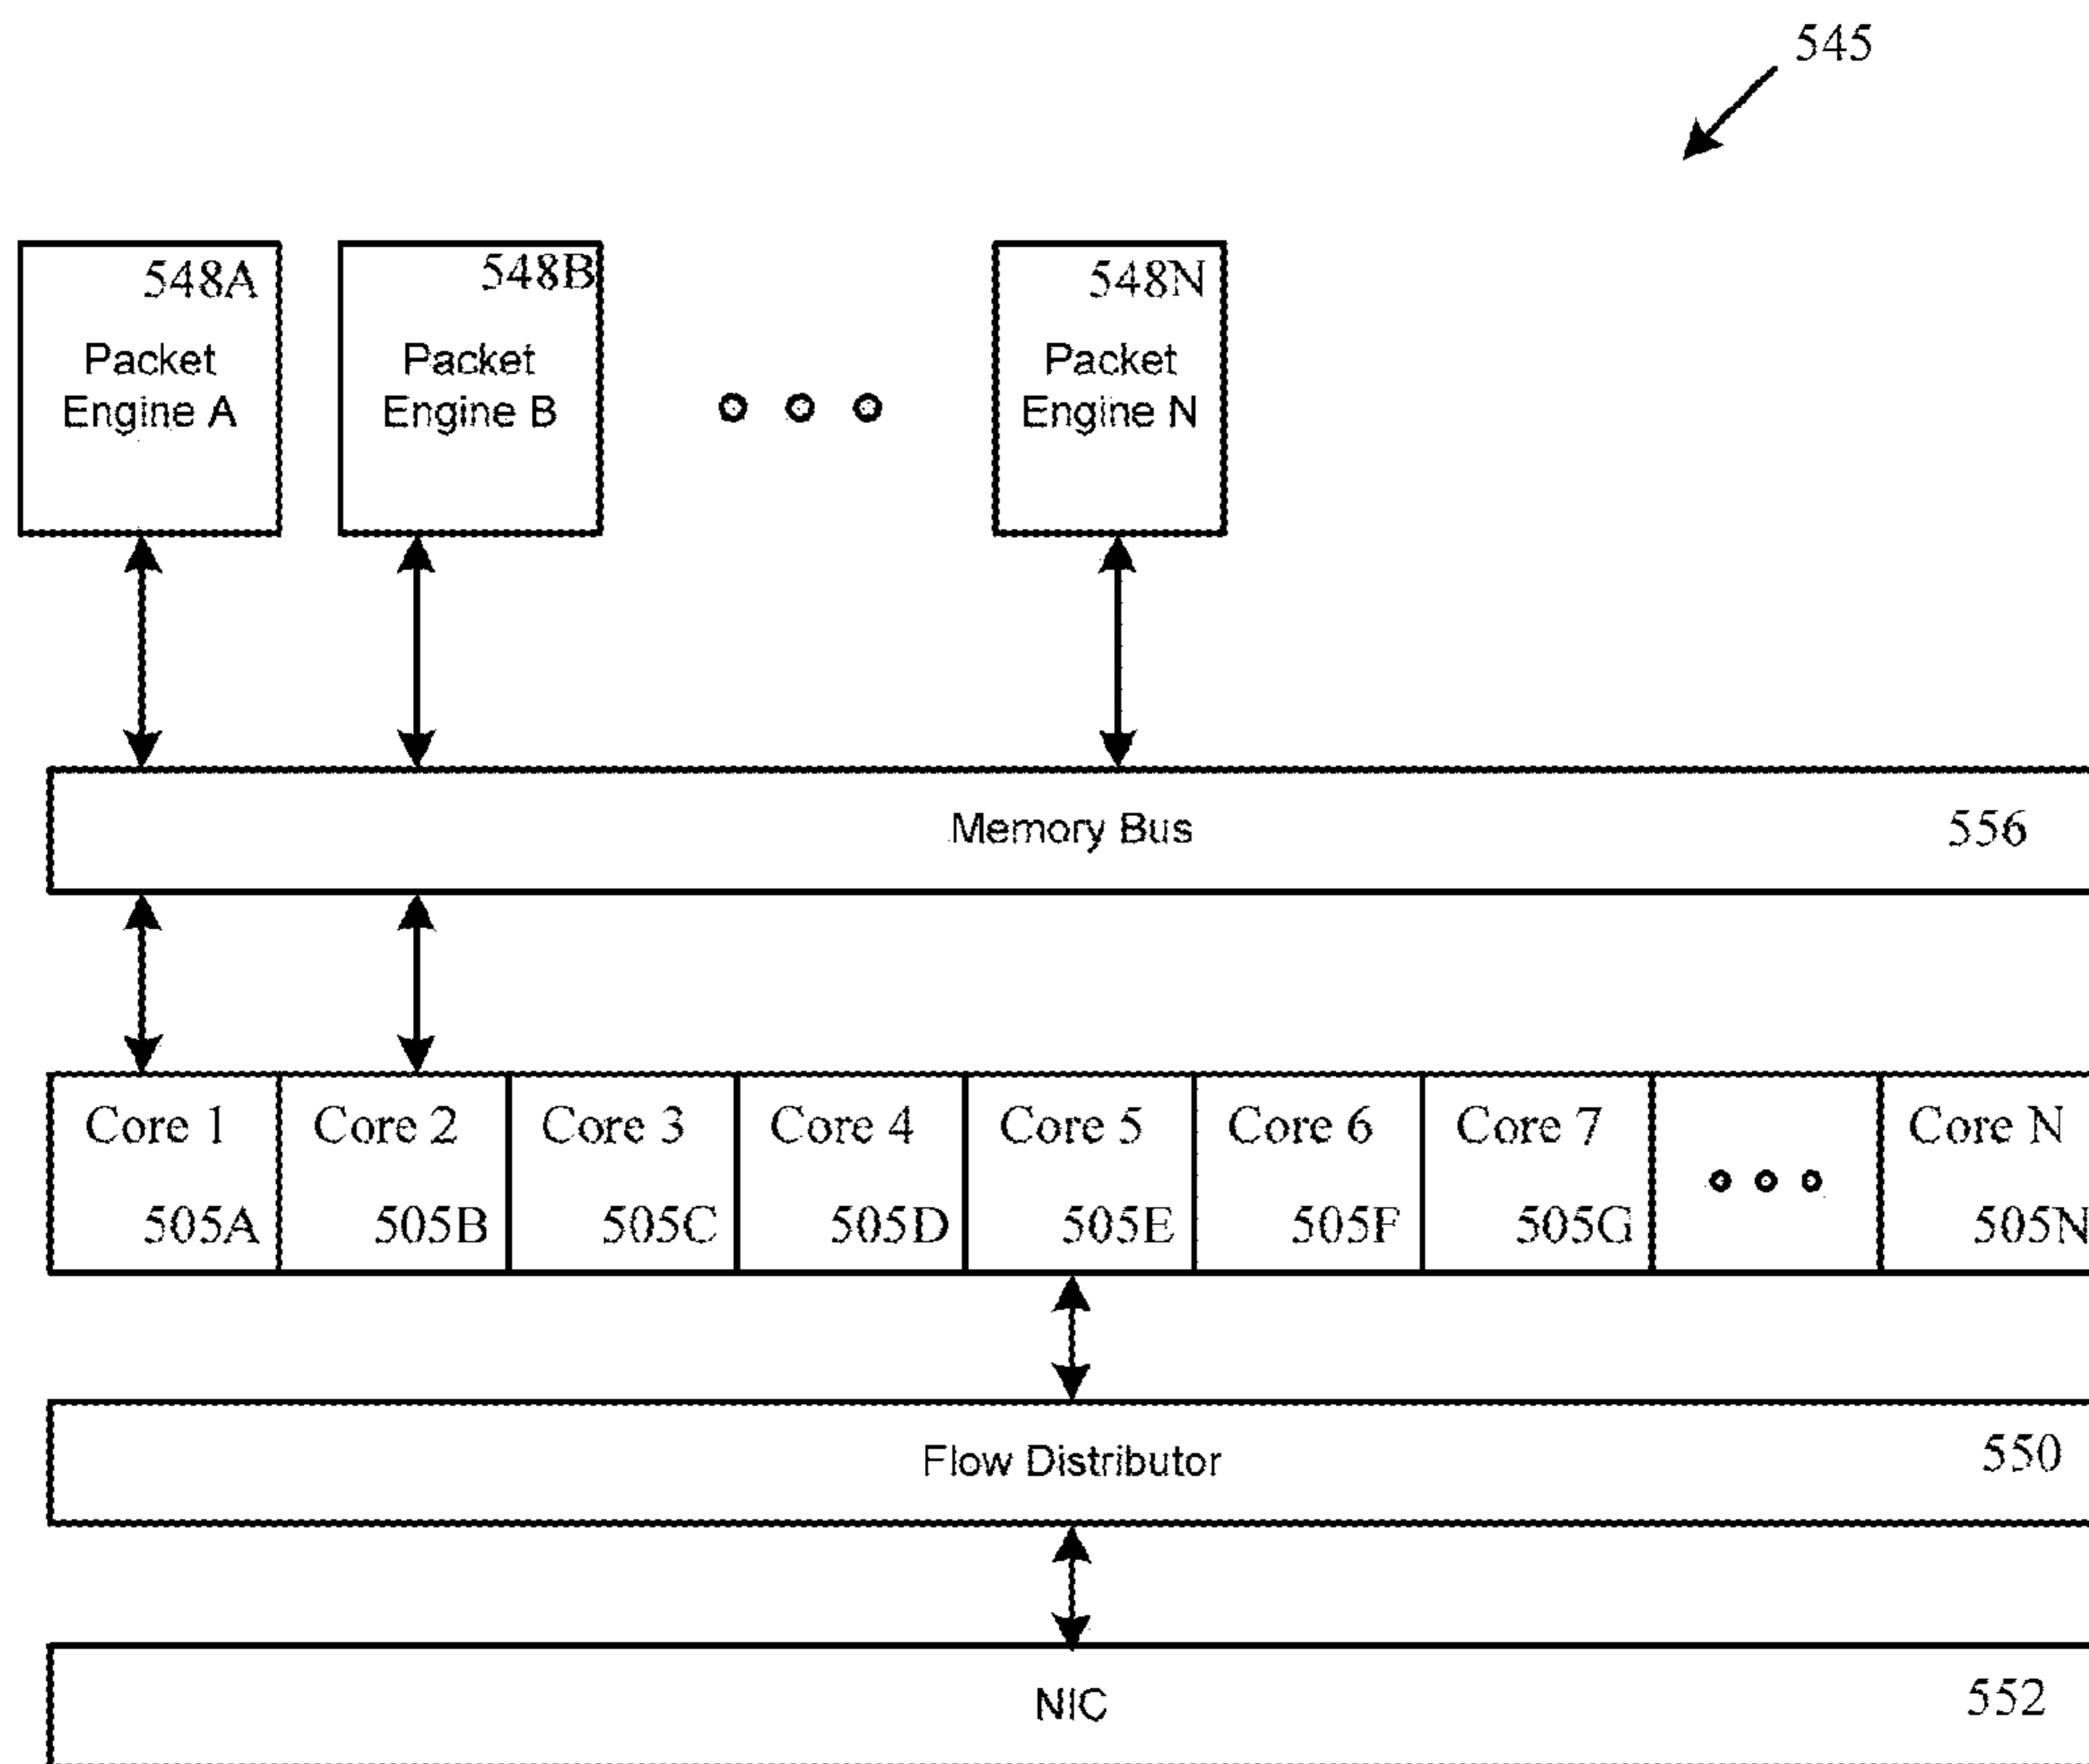 545
548A
Packet
Engine A
548B
Packet
Engine B
548N
Packet
Engine N
Memory Bus 556
Core 1 Core 2 Core 3 Core 4 Core 5 Core 6 Core 7 Core N
505A 505B 505C 505D 505E 505F 505G 505N
Flow Distributor 550
NIC 552